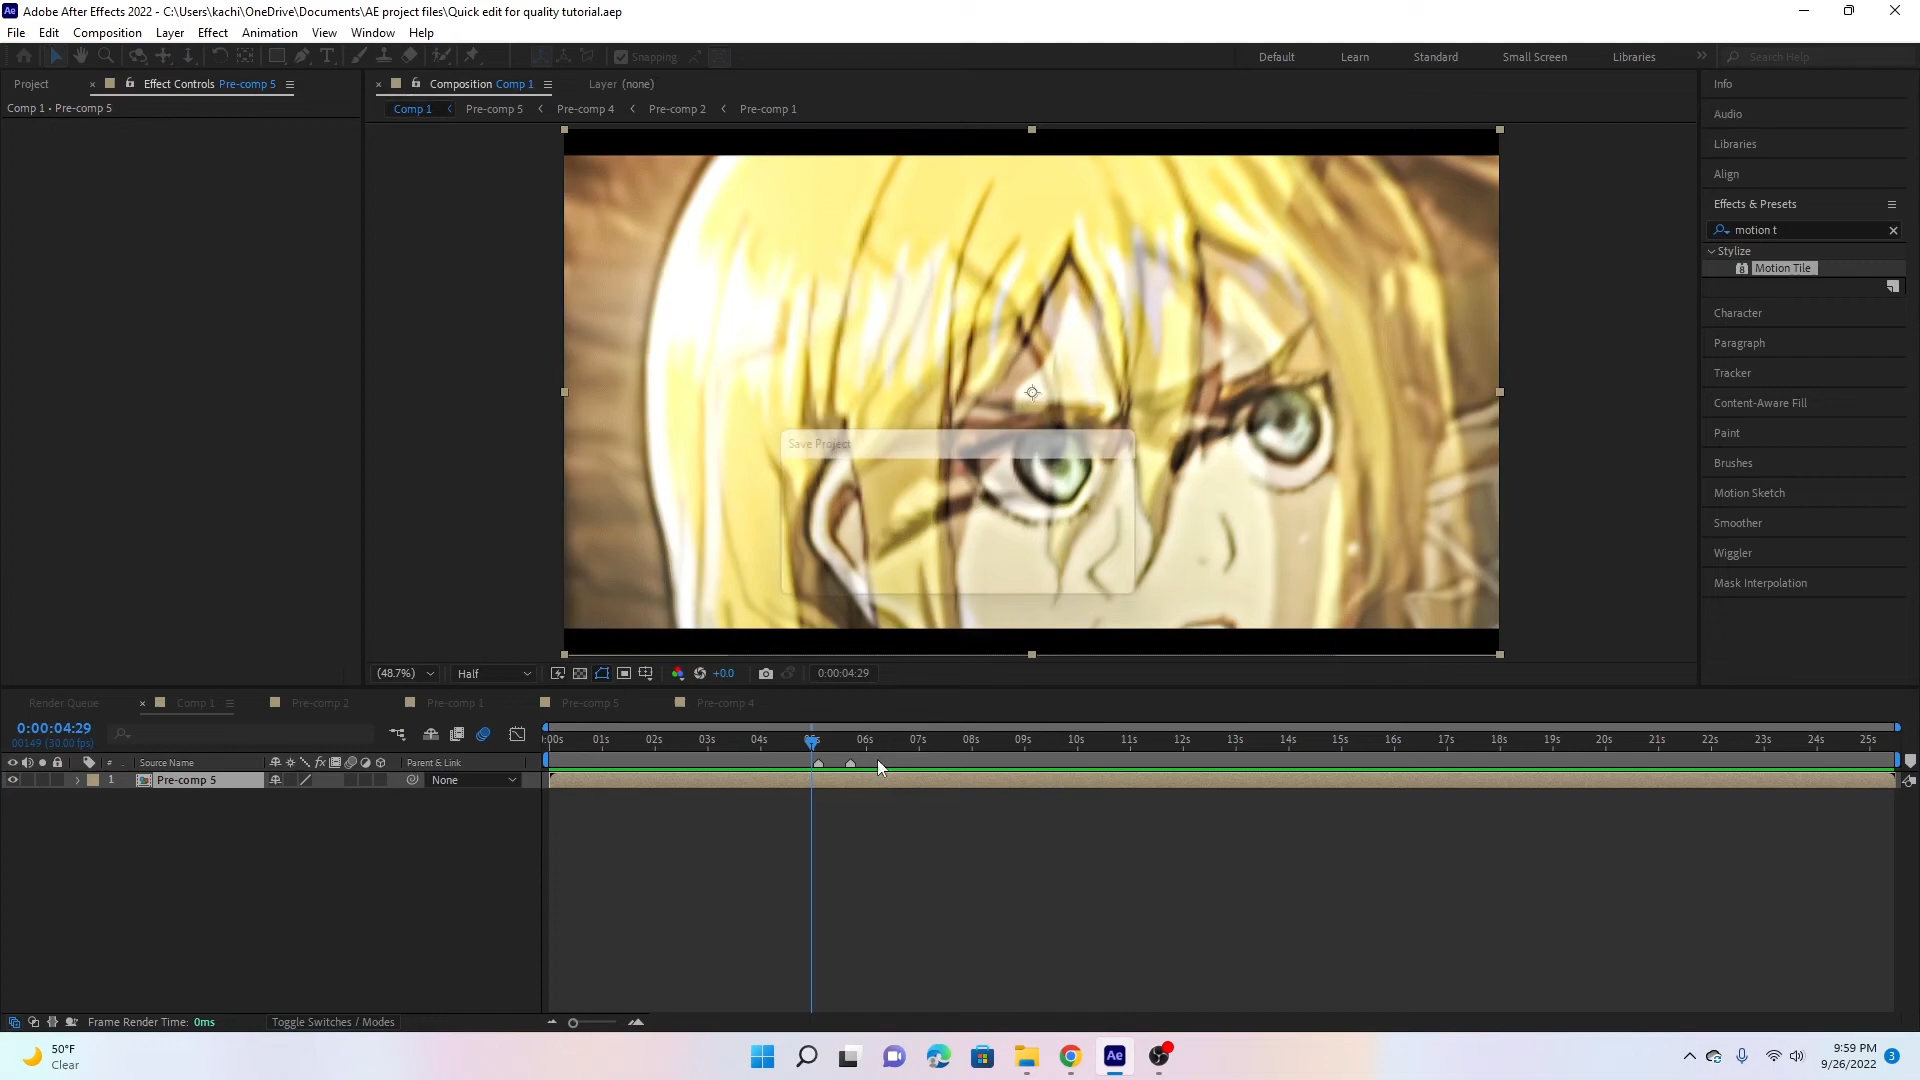 Ae Adobe After Effects 2022 - C:\Users\kachi\OneDrive\Documents\AE project files\Quick edit for quality tutorial.aep
File Edit Composition Layer Effect Animation View Window Help
Snapping Default Learn Standard Small Screen Libraries » Search Help
Project × Effect Controls Pre-comp 5 × Composition Comp 1 Layer (none)
Comp 1 • Pre-comp 5
Comp 1 Pre-comp 5 Pre-comp 4 Pre-comp 2 Pre-comp 1
Info
Audio
Libraries
Align
Effects & Presets
motion t
Stylize
Motion Tile
Character
Paragraph
Tracker
Content-Aware Fill
Paint
Brushes
Motion Sketch
Smoother
Wiggler
Mask Interpolation
Save Project
(48.7%) Half +0.0 0:00:04:29
Render Queue × Comp 1 Pre-comp 2 Pre-comp 1 Pre-comp 5 Pre-comp 4
0:00:04:29
00149 (30.00 fps)
:00s 01s 02s 03s 04s 06s 07s 08s 09s 10s 11s 12s 13s 14s 15s 16s 17s 18s 19s 20s 21s 22s 23s 24s 25s
# Source Name fx Parent & Link
1 Pre-comp 5 None
Frame Render Time: 0ms Toggle Switches / Modes
50°F
Clear
Ae
9:59 PM
9/26/2022
3